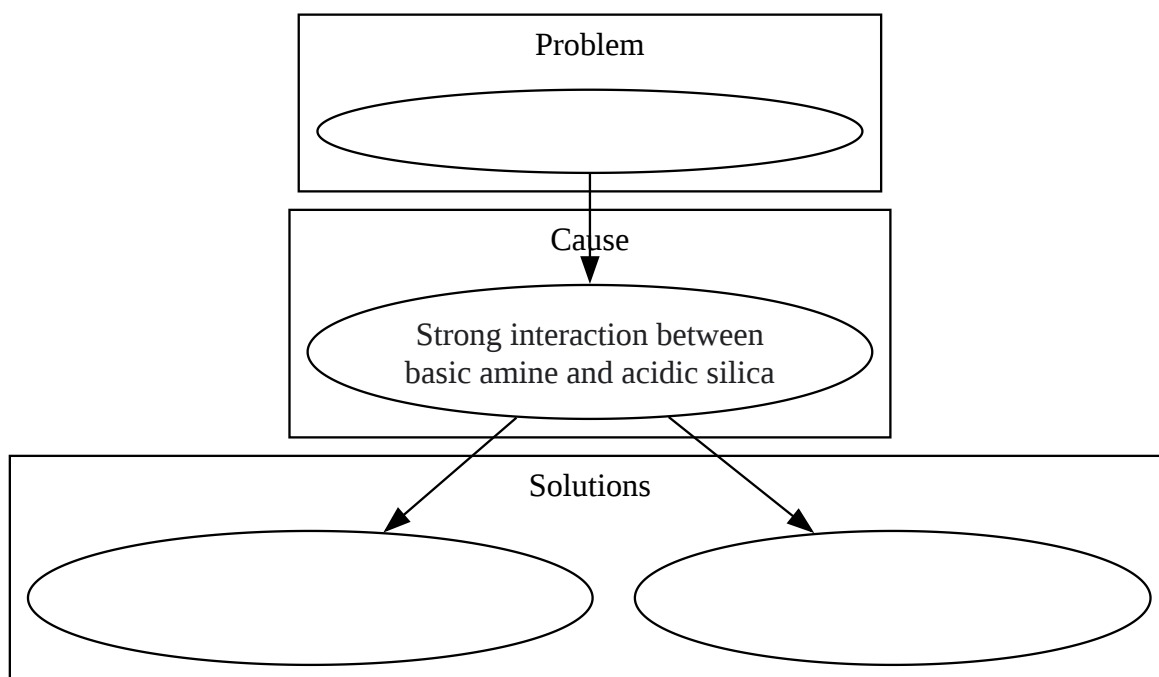 Problem
Cause
Strong interaction between
basic amine and acidic silica
Solutions